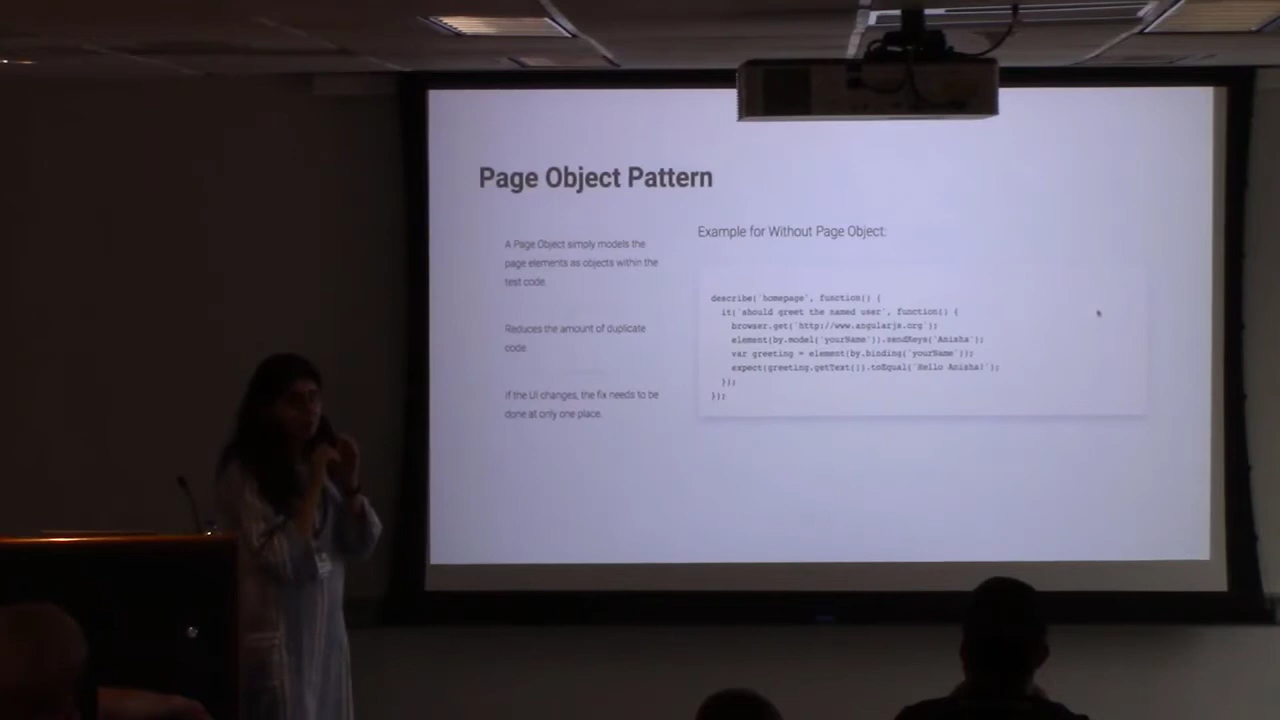 Page Object Pattern
A Page Object simply models the
page elements as objects within the
test code.
Reduces the amount of duplicate
code.
If the UI changes, the fix needs to be
done at only one place.
Example for Without Page Object:
describe('homepage', function() {
it('should greet the named user', function() {
browser.get('http://www.angularjs.org');
element(by.model('yourName')).sendKeys('Anisha');
var greeting = element(by.binding('yourName'));
expect(greeting.getText()).toEqual('Hello Anisha!');
});
});